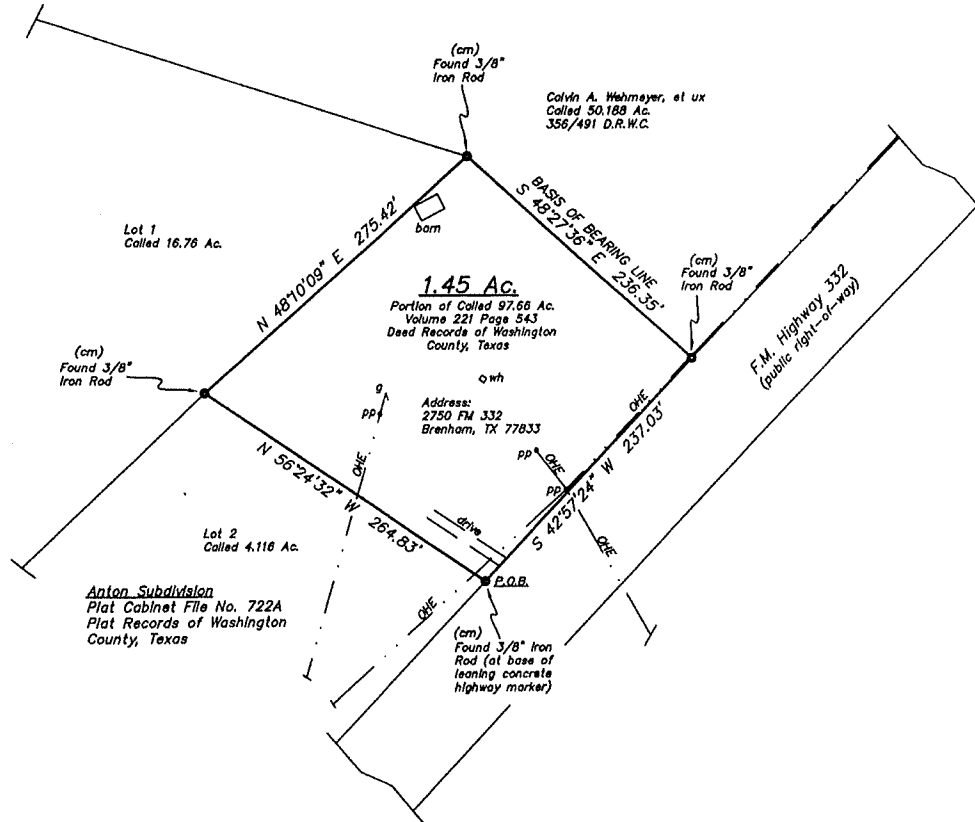 (cm)
Found 3/8"
Iron Rod
Calvin A. Wehmeyer, et ux
Called 50.188 Ac.
356/491 D.R.W.C.
BASIS OF BEARING LINE
S 48°27'36" E 236.35'
N 48°10'09" E 275.42'
barn
Lot 1
Called 16.76 Ac.
(cm)
Found 3/8"
Iron Rod
1.45 Ac.
Portion of Called 97.66 Ac.
Volume 221 Page 543
Deed Records of Washington
County, Texas
F.M. Highway 332
(public right-of-way)
(cm)
Found 3/8"
Iron Rod
wh
g
pp
Address:
2750 FM 332
Brenham, TX 77833
OHE
S 42°57'24" W 237.03'
pp
OHE
pp
OHE
OHE
N 56°24'32" W 264.83'
drive
Lot 2
Called 4.116 Ac.
P.O.B.
OHE
Anton Subdivision
Plat Cabinet File No. 722A
Plat Records of Washington
County, Texas
(cm)
Found 3/8" Iron
Rod (at base of
leaning concrete
highway marker)